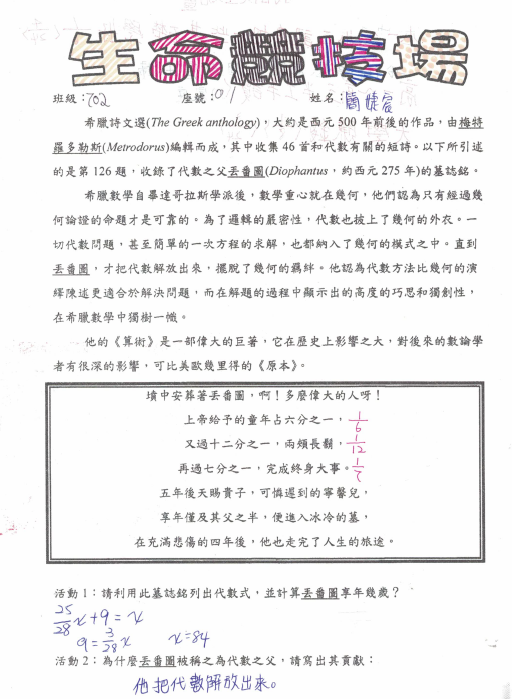 生命競技場
班級：702 座號：01 姓名：簡婕宸
希臘詩文選(The Greek anthology)，大約是西元 500 年前後的作品，由梅特
羅多勒斯(Metrodorus)編輯而成，其中收集 46 首和代數有關的短詩。以下所引述
的是第 126 題，收錄了代數之父丟番圖(Diophantus，約西元 275 年)的墓誌銘。
希臘數學自畢達哥拉斯學派後，數學重心就在幾何，他們認為只有經過幾
何論證的命題才是可靠的。為了邏輯的嚴密性，代數也披上了幾何的外衣。一
切代數問題，甚至簡單的一次方程的求解，也都納入了幾何的模式之中。直到
丟番圖，才把代數解放出來，擺脫了幾何的羈絆。他認為代數方法比幾何的演
繹陳述更適合於解決問題，而在解題的過程中顯示出的高度的巧思和獨創性，
在希臘數學中獨樹一幟。
他的《算術》是一部偉大的巨著，它在歷史上影響之大，對後來的數論學
者有很深的影響，可比美歐幾里得的《原本》。
墳中安葬著丟番圖，啊！多麼偉大的人呀！
上帝給予的童年占六分之一，1/6
又過十二分之一，兩頰長鬍，1/12
再過七分之一，完成終身大事。1/7
五年後天賜貴子，可憐遲到的寧馨兒，
享年僅及其父之半，便進入冰冷的墓，
在充滿悲傷的四年後，他也走完了人生的旅途。
活動 1：請利用此墓誌銘列出代數式，並計算丟番圖享年幾歲？
25/28 x+9=x
9=3/28 x x=84
活動 2：為什麼丟番圖被稱之為代數之父，請寫出其貢獻：
他把代數解放出來。